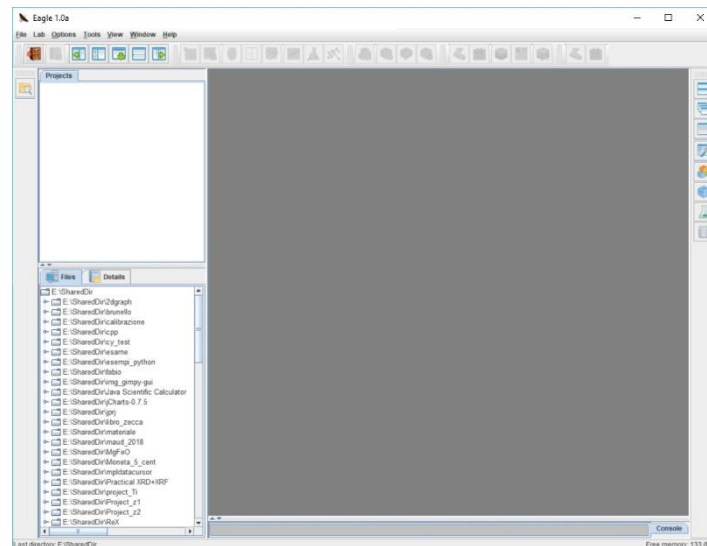 Eagle 1.0a
File Lab Options Tools View Window Help
Projects
Files Details
E:\SharedDir
E:\SharedDir\2dgraph
E:\SharedDir\brunello
E:\SharedDir\calibrazione
E:\SharedDir\cpp
E:\SharedDir\cy_test
E:\SharedDir\esame
E:\SharedDir\esempi_python
E:\SharedDir\fabio
E:\SharedDir\img_gimpy-gui
E:\SharedDir\Java Scientific Calculator
E:\SharedDir\jCharts-0.7.5
E:\SharedDir\jprj
E:\SharedDir\libro_zecca
E:\SharedDir\materiale
E:\SharedDir\maud_2018
E:\SharedDir\MgFeO
E:\SharedDir\Moneta_5_cent
E:\SharedDir\mpldatacursor
E:\SharedDir\Practical XRD+XRF
E:\SharedDir\project_Ti
E:\SharedDir\Project_z1
E:\SharedDir\Project_z2
E:\SharedDir\ReX
Console
Last directory: E:\SharedDir Free memory: 133.0